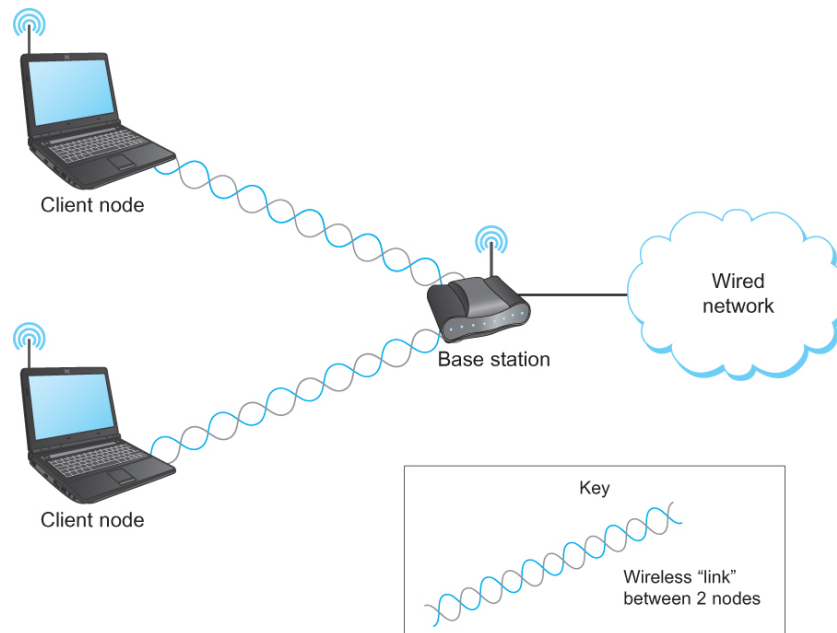 Client node
Wired
network
Base station
Client node
Key
Wireless “link”
between 2 nodes